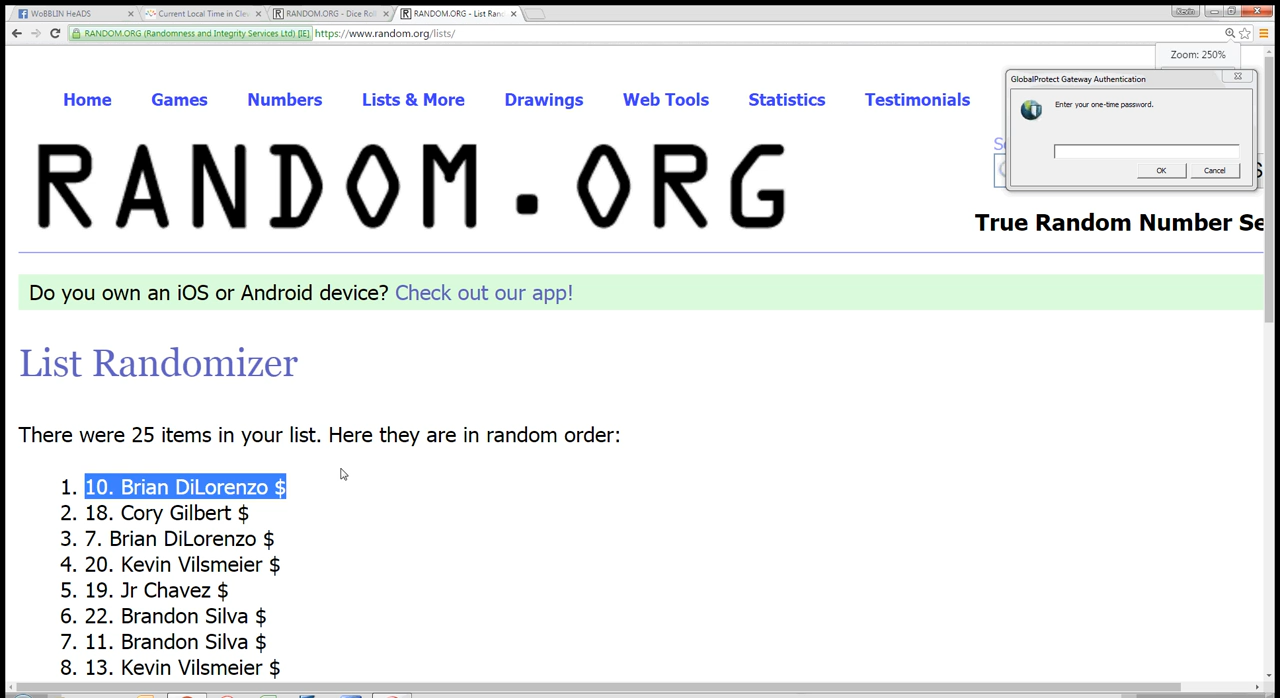 WoBBLIN HeADS
Current Local Time in Clev
RANDOM.ORG - Dice Roll
RANDOM.ORG - List Ran
Kevin
RANDOM.ORG (Randomness and Integrity Services Ltd) [IE]
https://www.random.org/lists/
Zoom: 250%
GlobalProtect Gateway Authentication
Enter your one-time password.
OK
Cancel
Home
Games
Numbers
Lists & More
Drawings
Web Tools
Statistics
Testimonials
RANDOM.ORG
True Random Number Se
Do you own an iOS or Android device? Check out our app!
List Randomizer
There were 25 items in your list. Here they are in random order:
1. 10. Brian DiLorenzo $
2. 18. Cory Gilbert $
3. 7. Brian DiLorenzo $
4. 20. Kevin Vilsmeier $
5. 19. Jr Chavez $
6. 22. Brandon Silva $
7. 11. Brandon Silva $
8. 13. Kevin Vilsmeier $